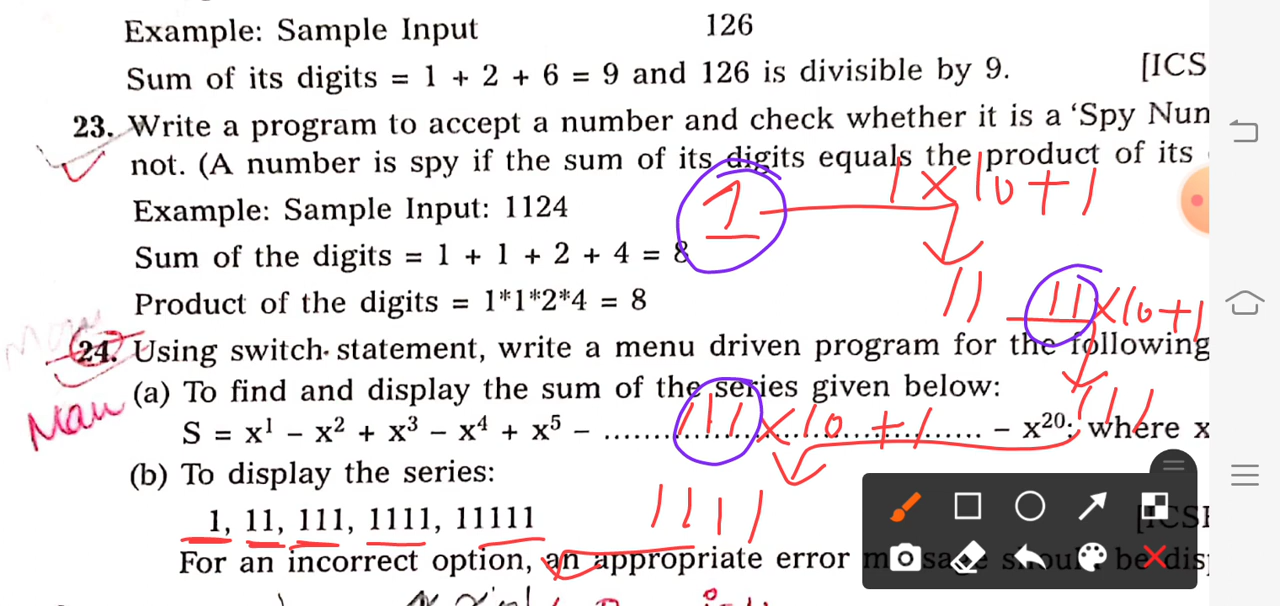 Example: Sample Input 126
Sum of its digits = 1 + 2 + 6 = 9 and 126 is divisible by 9. [ICS
23. Write a program to accept a number and check whether it is a ‘Spy Num
not. (A number is spy if the sum of its digits equals the product of its
1 1 x 10 + 1
Example: Sample Input: 1124
Sum of the digits = 1 + 1 + 2 + 4 = 8
11 11 x 10 + 1
Product of the digits = 1*1*2*4 = 8
24. Using switch statement, write a menu driven program for the following
(a) To find and display the sum of the series given below:
111
111 x 10 + 1
S = x¹ – x² + x³ – x⁴ + x⁵ – .................................... – x²⁰; where x
(b) To display the series:
1111
1, 11, 111, 1111, 11111
For an incorrect option, an appropriate error